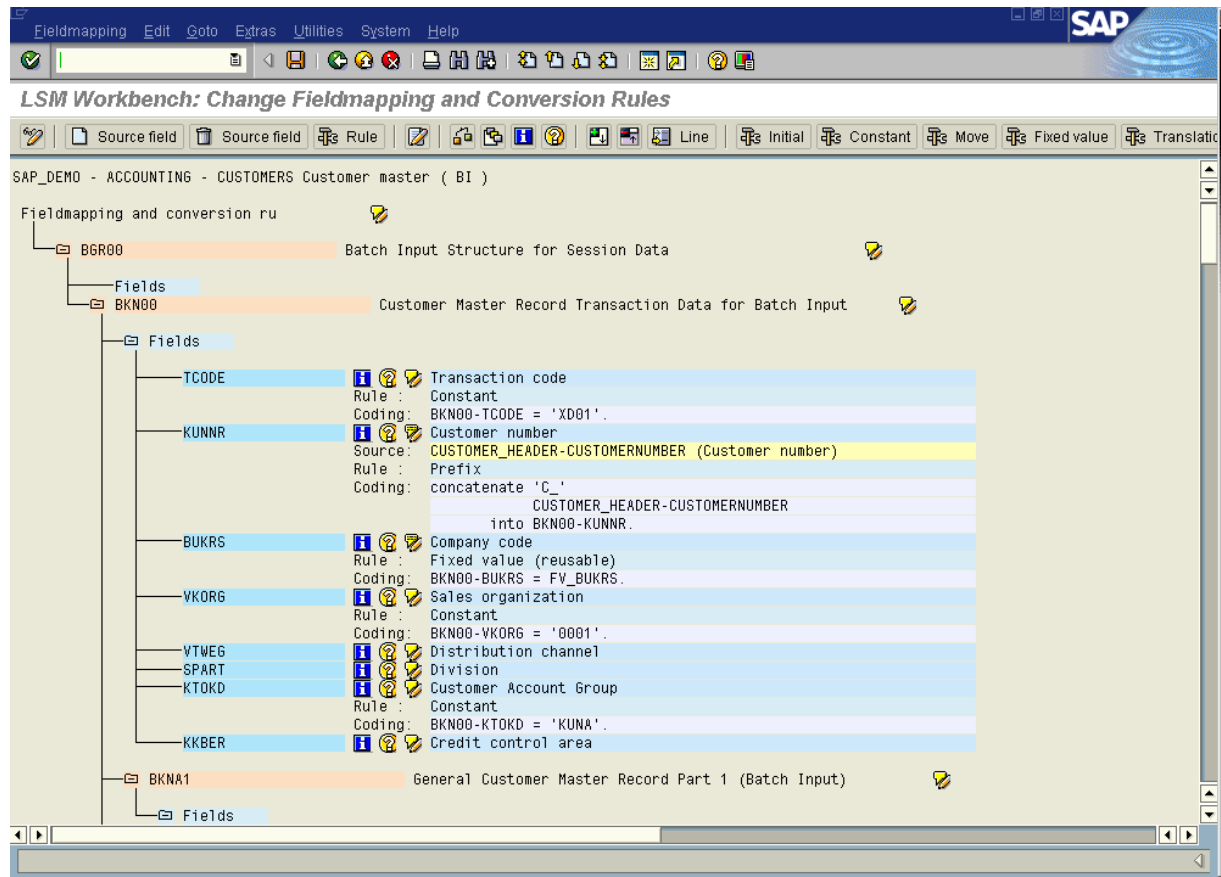 Fieldmapping Edit Goto Extras Utilities System Help
SAP
LSM Workbench: Change Fieldmapping and Conversion Rules
Source field Source field Rule Line Initial Constant Move Fixed value Translatio
SAP_DEMO - ACCOUNTING - CUSTOMERS Customer master ( BI )
Fieldmapping and conversion ru
BGR00 Batch Input Structure for Session Data
Fields
BKN00 Customer Master Record Transaction Data for Batch Input
Fields
TCODE Transaction code
Rule : Constant
Coding: BKN00-TCODE = 'XD01'.
KUNNR Customer number
Source: CUSTOMER_HEADER-CUSTOMERNUMBER (Customer number)
Rule : Prefix
Coding: concatenate 'C_'
CUSTOMER_HEADER-CUSTOMERNUMBER
into BKN00-KUNNR.
BUKRS Company code
Rule : Fixed value (reusable)
Coding: BKN00-BUKRS = FV_BUKRS.
VKORG Sales organization
Rule : Constant
Coding: BKN00-VKORG = '0001'.
VTWEG Distribution channel
SPART Division
KTOKD Customer Account Group
Rule : Constant
Coding: BKN00-KTOKD = 'KUNA'.
KKBER Credit control area
BKNA1 General Customer Master Record Part 1 (Batch Input)
Fields